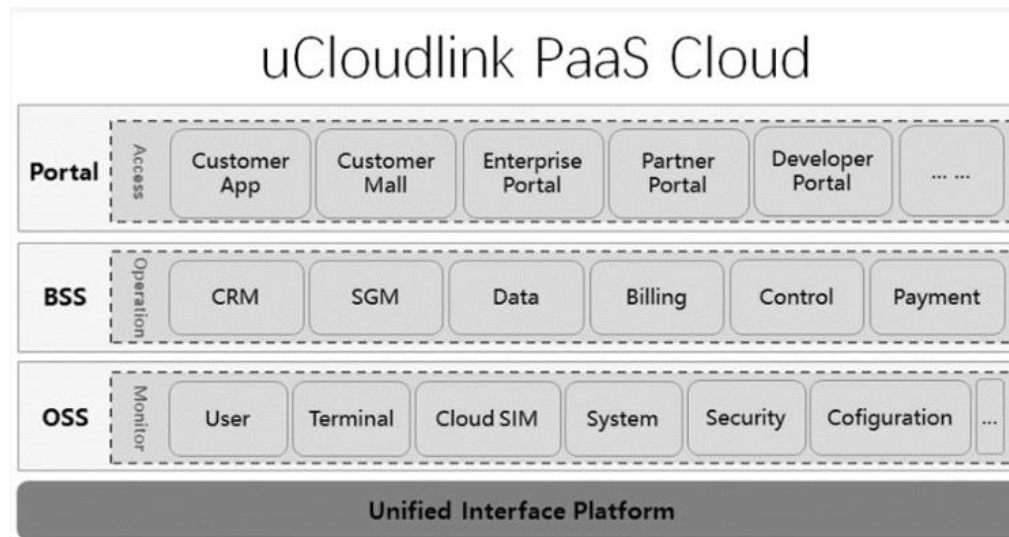 uCloudlink PaaS Cloud
Portal
Access
Customer
App
Customer
Mall
Enterprise
Portal
Partner
Portal
Developer
Portal
... ...
BSS
Operation
CRM
SGM
Data
Billing
Control
Payment
OSS
Monitor
User
Terminal
Cloud SIM
System
Security
Cofiguration
...
Unified Interface Platform